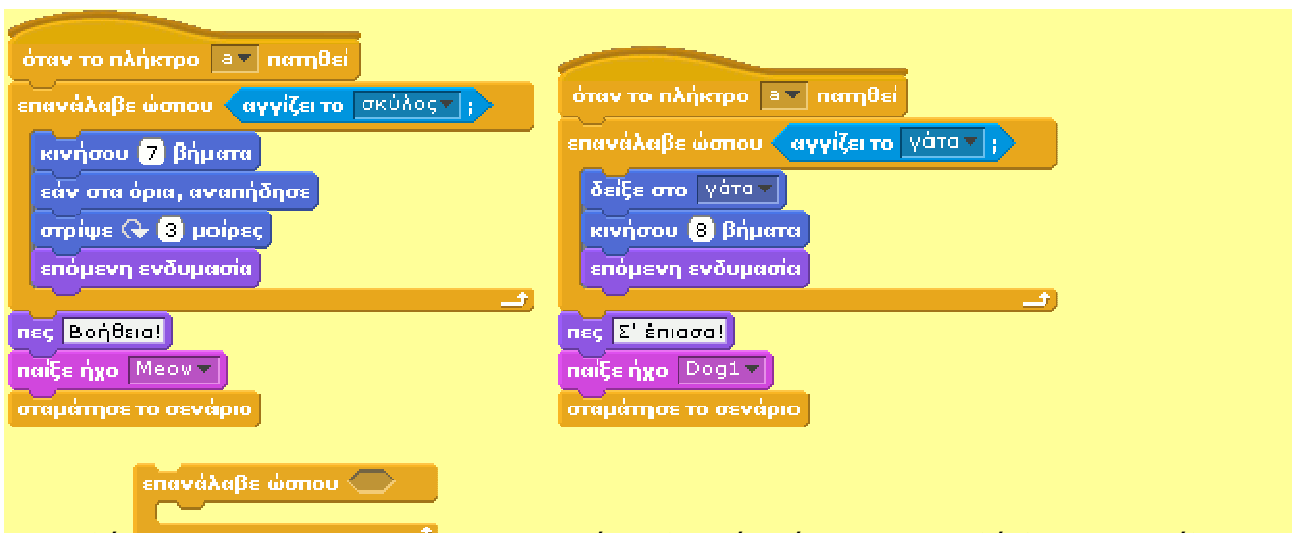 όταν το πλήκτρο a πατηθεί
επανάλαβε ώσπου αγγίζει το σκύλος ;
κινήσου 7 βήματα
εάν στα όρια, αναπήδησε
στρίψε 3 μοίρες
επόμενη ενδυμασία
πες Βοήθεια!
παίξε ήχο Meow
σταμάτησε το σενάριο
όταν το πλήκτρο a πατηθεί
επανάλαβε ώσπου αγγίζει το γάτα ;
δείξε στο γάτα
κινήσου 8 βήματα
επόμενη ενδυμασία
πες Σ' έπιασα!
παίξε ήχο Dog1
σταμάτησε το σενάριο
επανάλαβε ώσπου